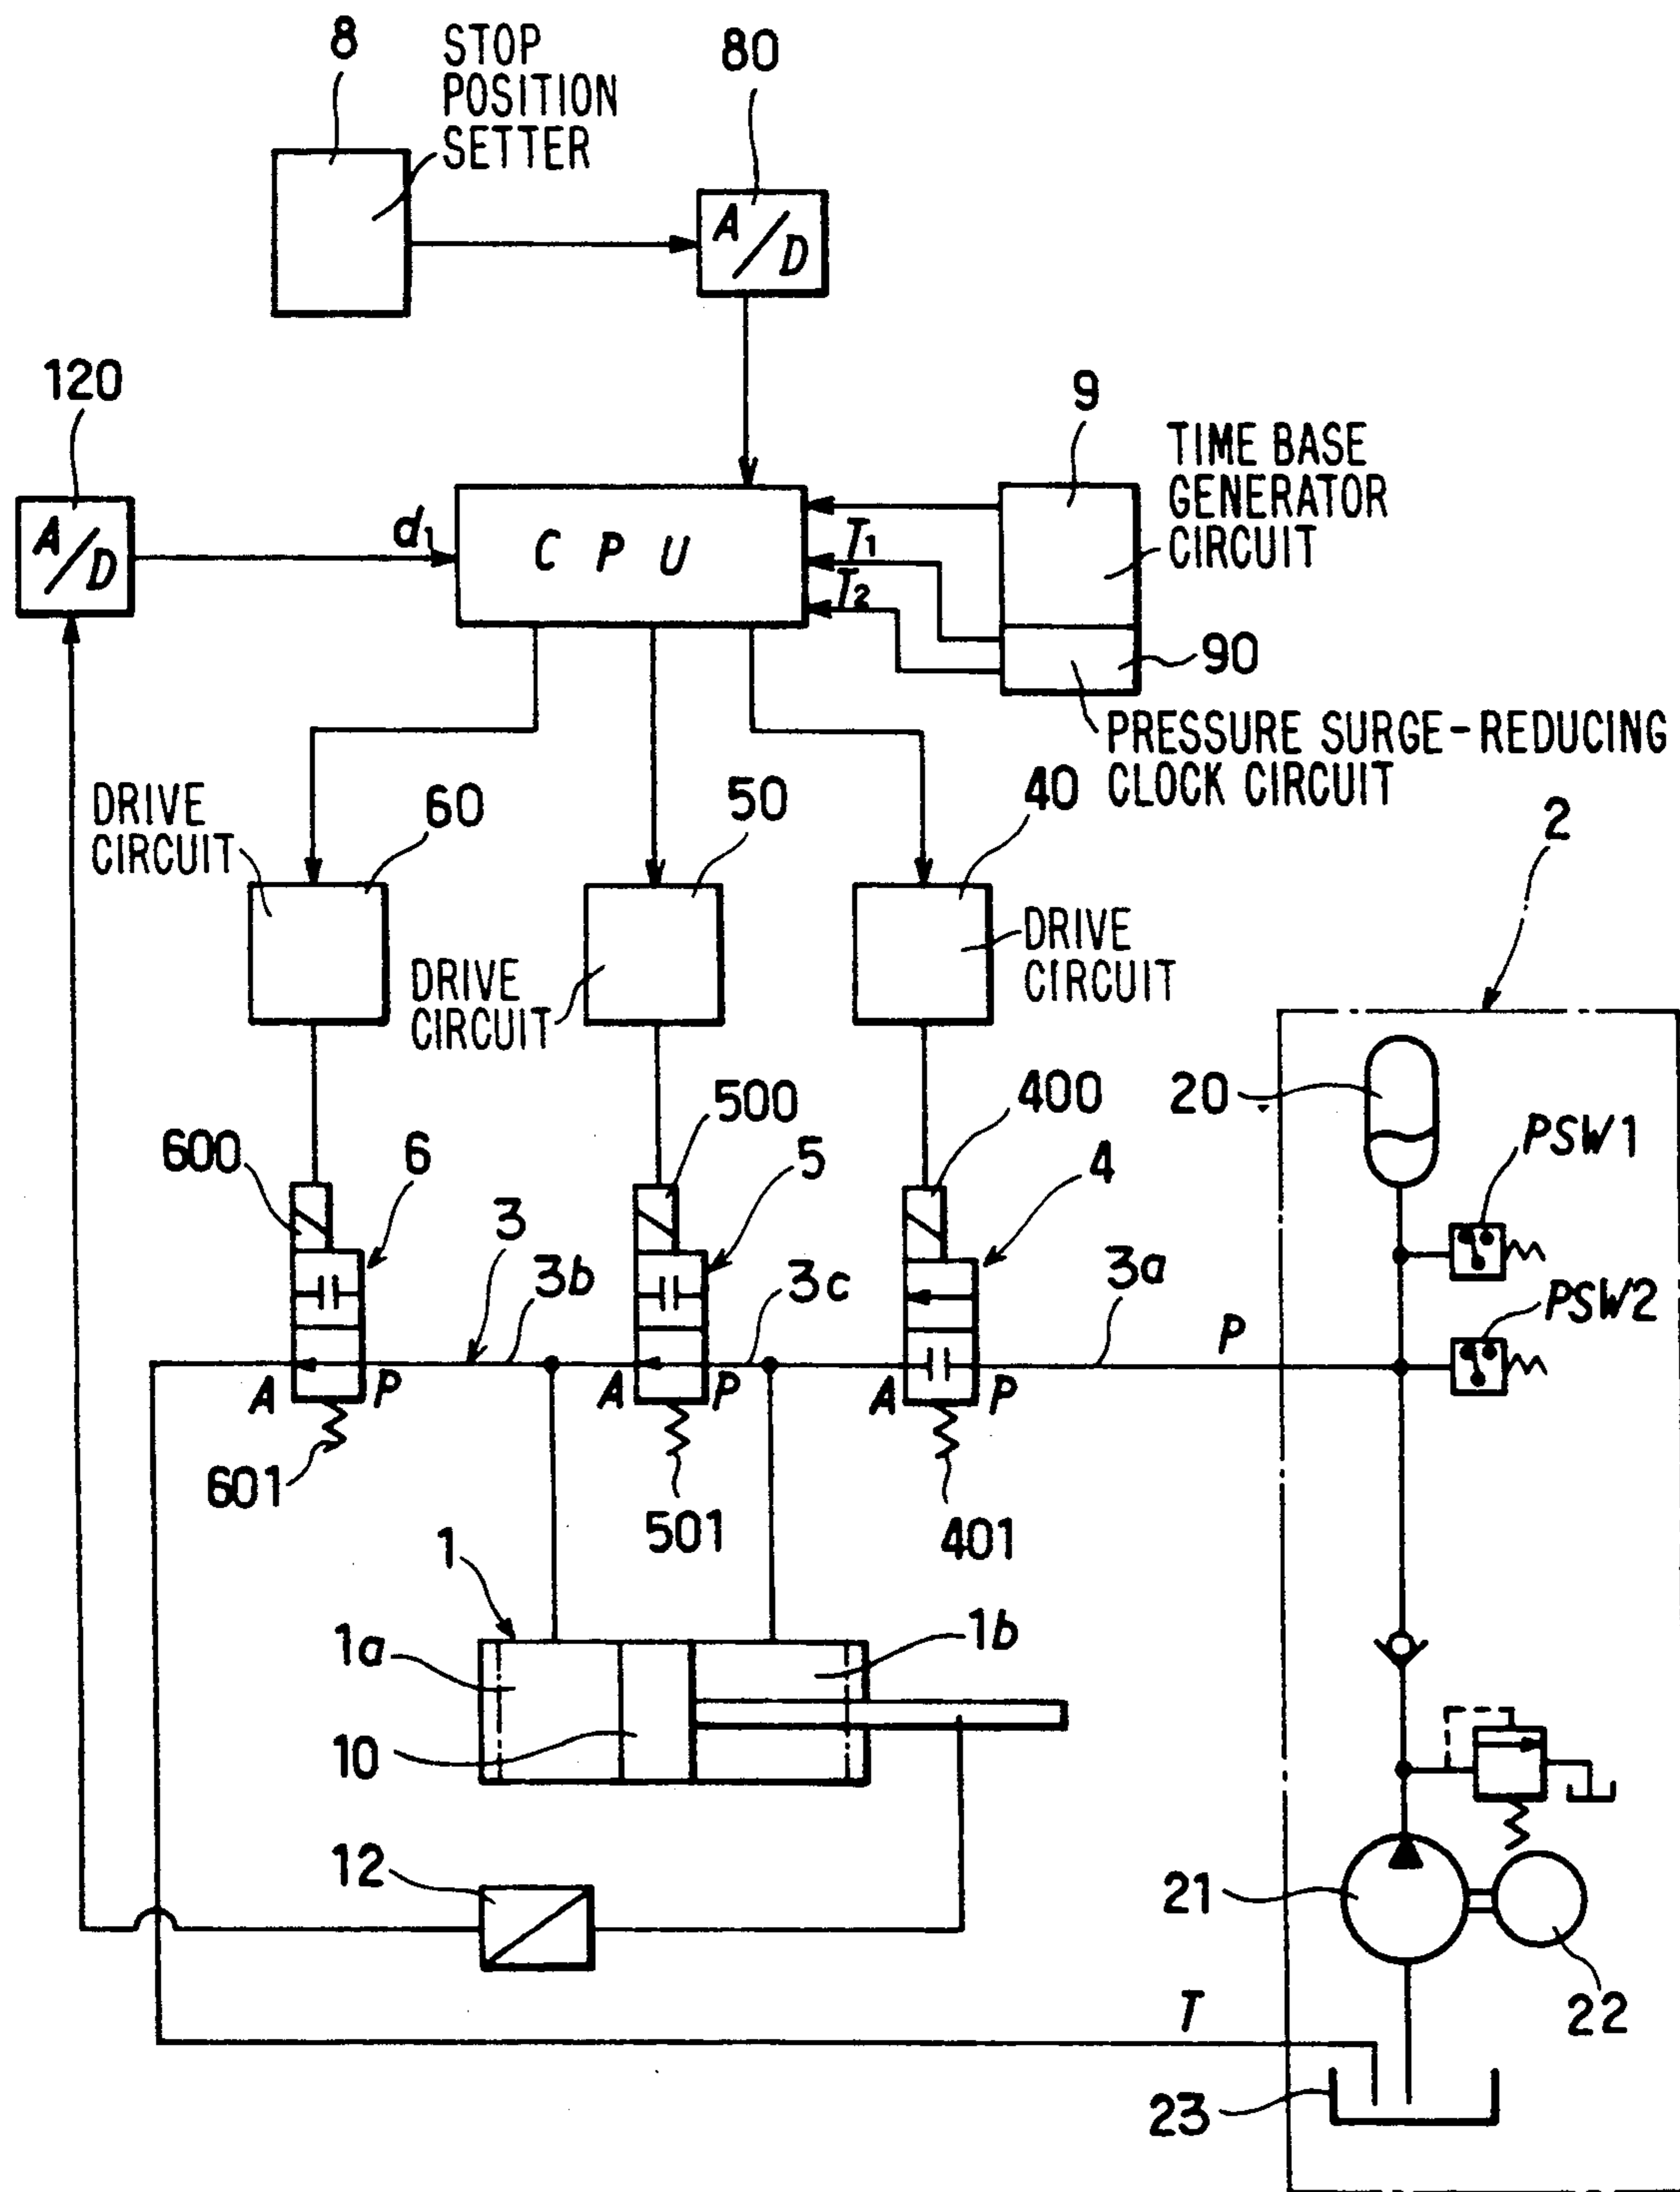 8
STOP
POSITION
SETTER
80
A/D
120
A/D
d1
CPU
9
TIME BASE
GENERATOR
CIRCUIT
T1
T2
90
PRESSURE SURGE-REDUCING
CLOCK CIRCUIT
DRIVE
CIRCUIT
60
50
40
2
DRIVE
CIRCUIT
DRIVE
CIRCUIT
20
PSW1
PSW2
600
6
500
5
400
4
3
3b
3c
3a
P
A
P
A
P
A
P
601
501
401
1
1a
1b
10
12
21
22
T
23